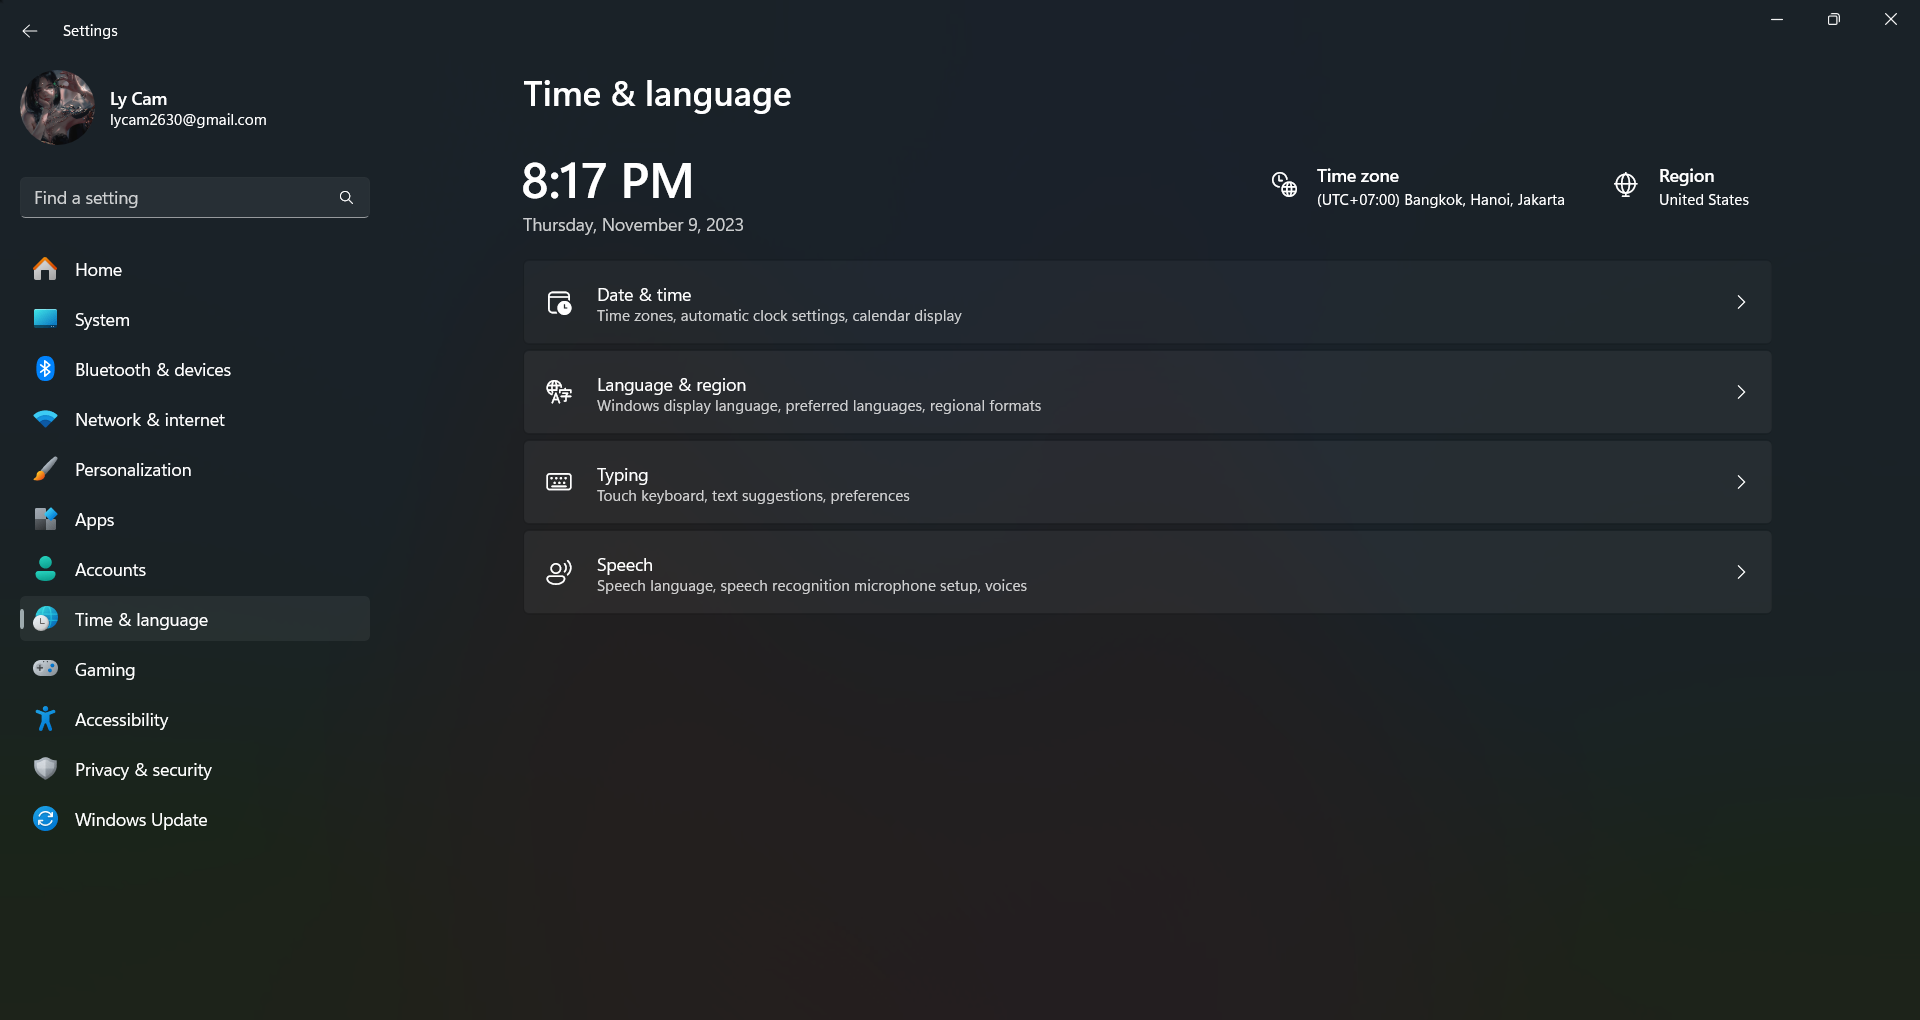 Settings
Ly Cam
lycam2630@gmail.com
Find a setting
Home
System
Bluetooth & devices
Network & internet
Personalization
Apps
Accounts
Time & language
Gaming
Accessibility
Privacy & security
Windows Update
Time & language
8:17 PM
Thursday, November 9, 2023
Time zone
(UTC+07:00) Bangkok, Hanoi, Jakarta
Region
United States
Date & time
Time zones, automatic clock settings, calendar display
Language & region
Windows display language, preferred languages, regional formats
Typing
Touch keyboard, text suggestions, preferences
Speech
Speech language, speech recognition microphone setup, voices